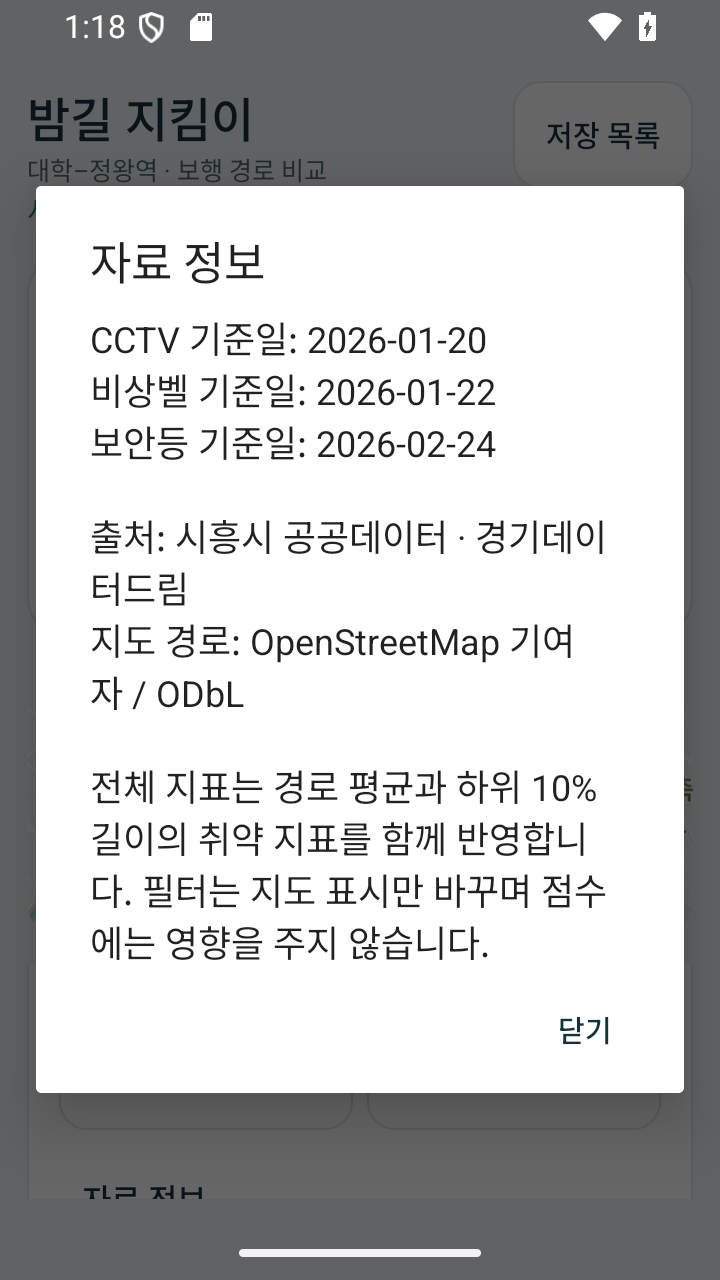 1:18
밤길 지킴이
저장 목록
대학–정왕역 · 보행 경로 비교
자료 정보
CCTV 기준일: 2026-01-20
비상벨 기준일: 2026-01-22
보안등 기준일: 2026-02-24
출처: 시흥시 공공데이터 · 경기데이
터드림
지도 경로: OpenStreetMap 기여
자 / ODbL
전체 지표는 경로 평균과 하위 10%
길이의 취약 지표를 함께 반영합니
다. 필터는 지도 표시만 바꾸며 점수
에는 영향을 주지 않습니다.
닫기
자료 정보